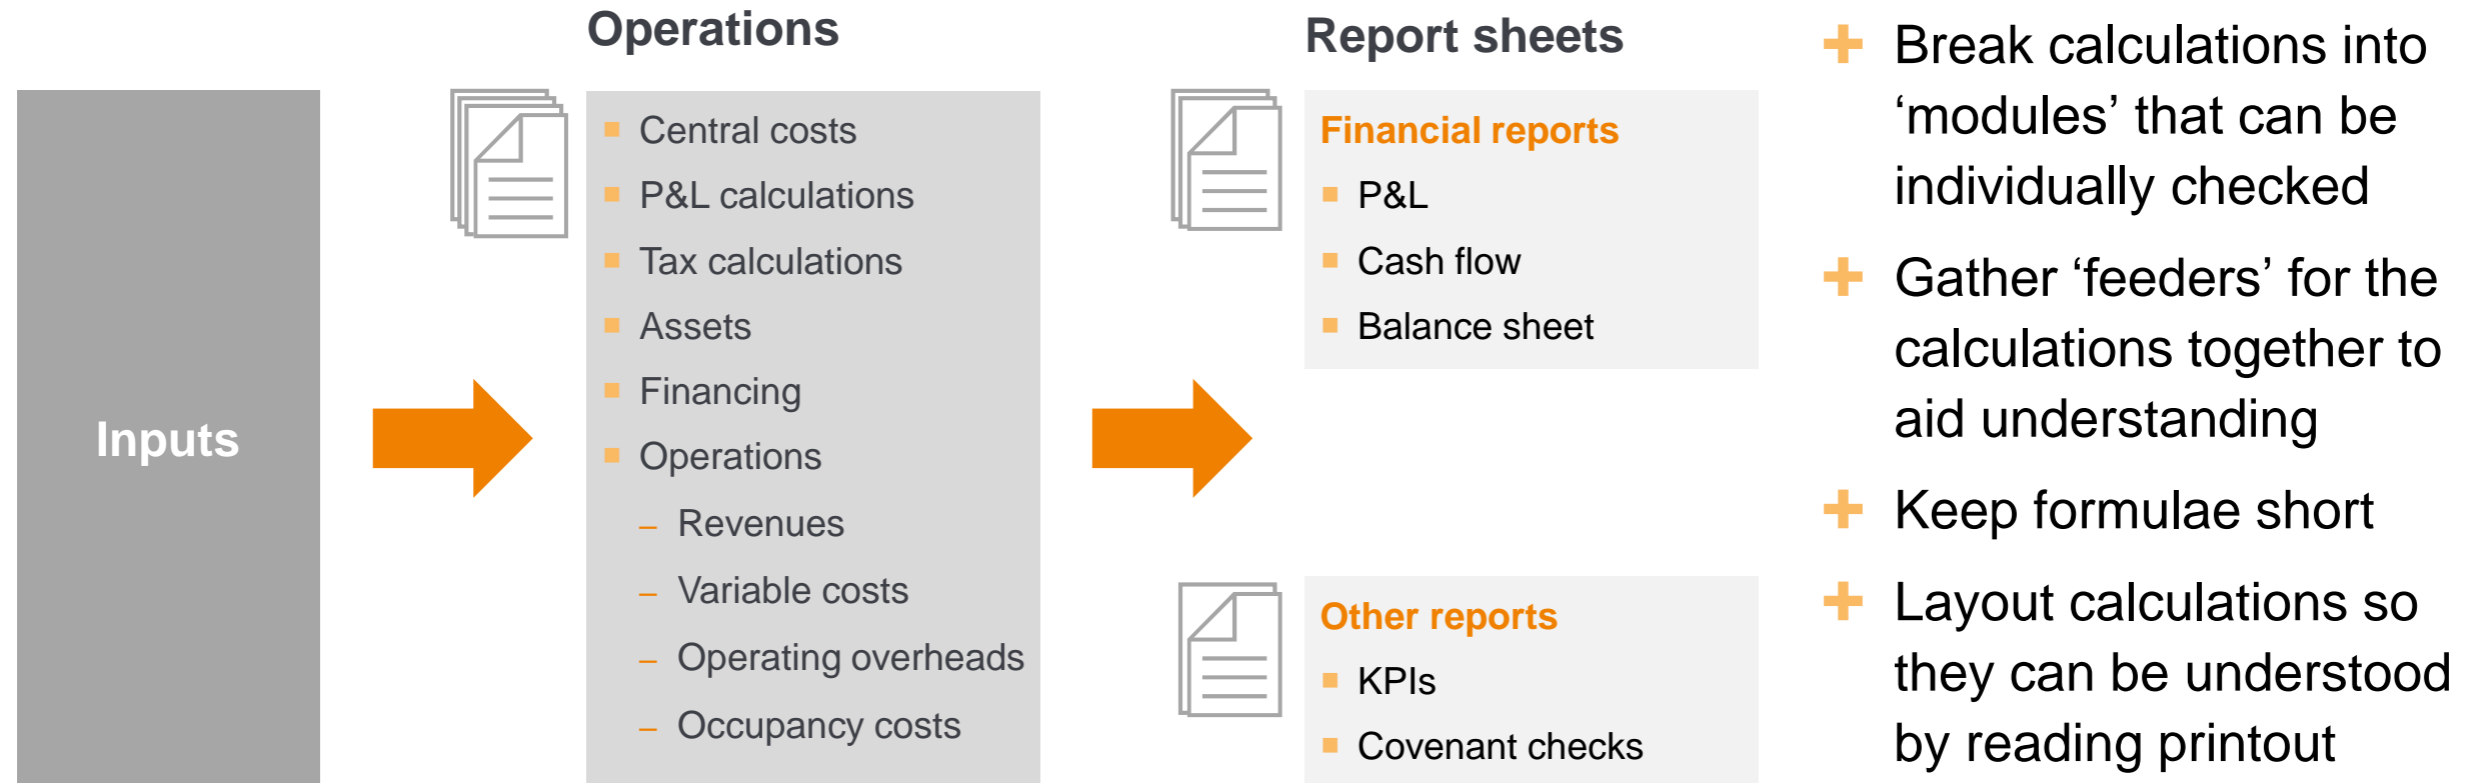 Inputs
Operations
Central costs
P&L calculations
Tax calculations
Assets
Financing
Operations
– Revenues
– Variable costs
– Operating overheads
– Occupancy costs
Report sheets
Financial reports
P&L
Cash flow
Balance sheet
Other reports
KPIs
Covenant checks
Break calculations into
‘modules’ that can be
individually checked
Gather ‘feeders’ for the
calculations together to
aid understanding
Keep formulae short
Layout calculations so
they can be understood
by reading printout